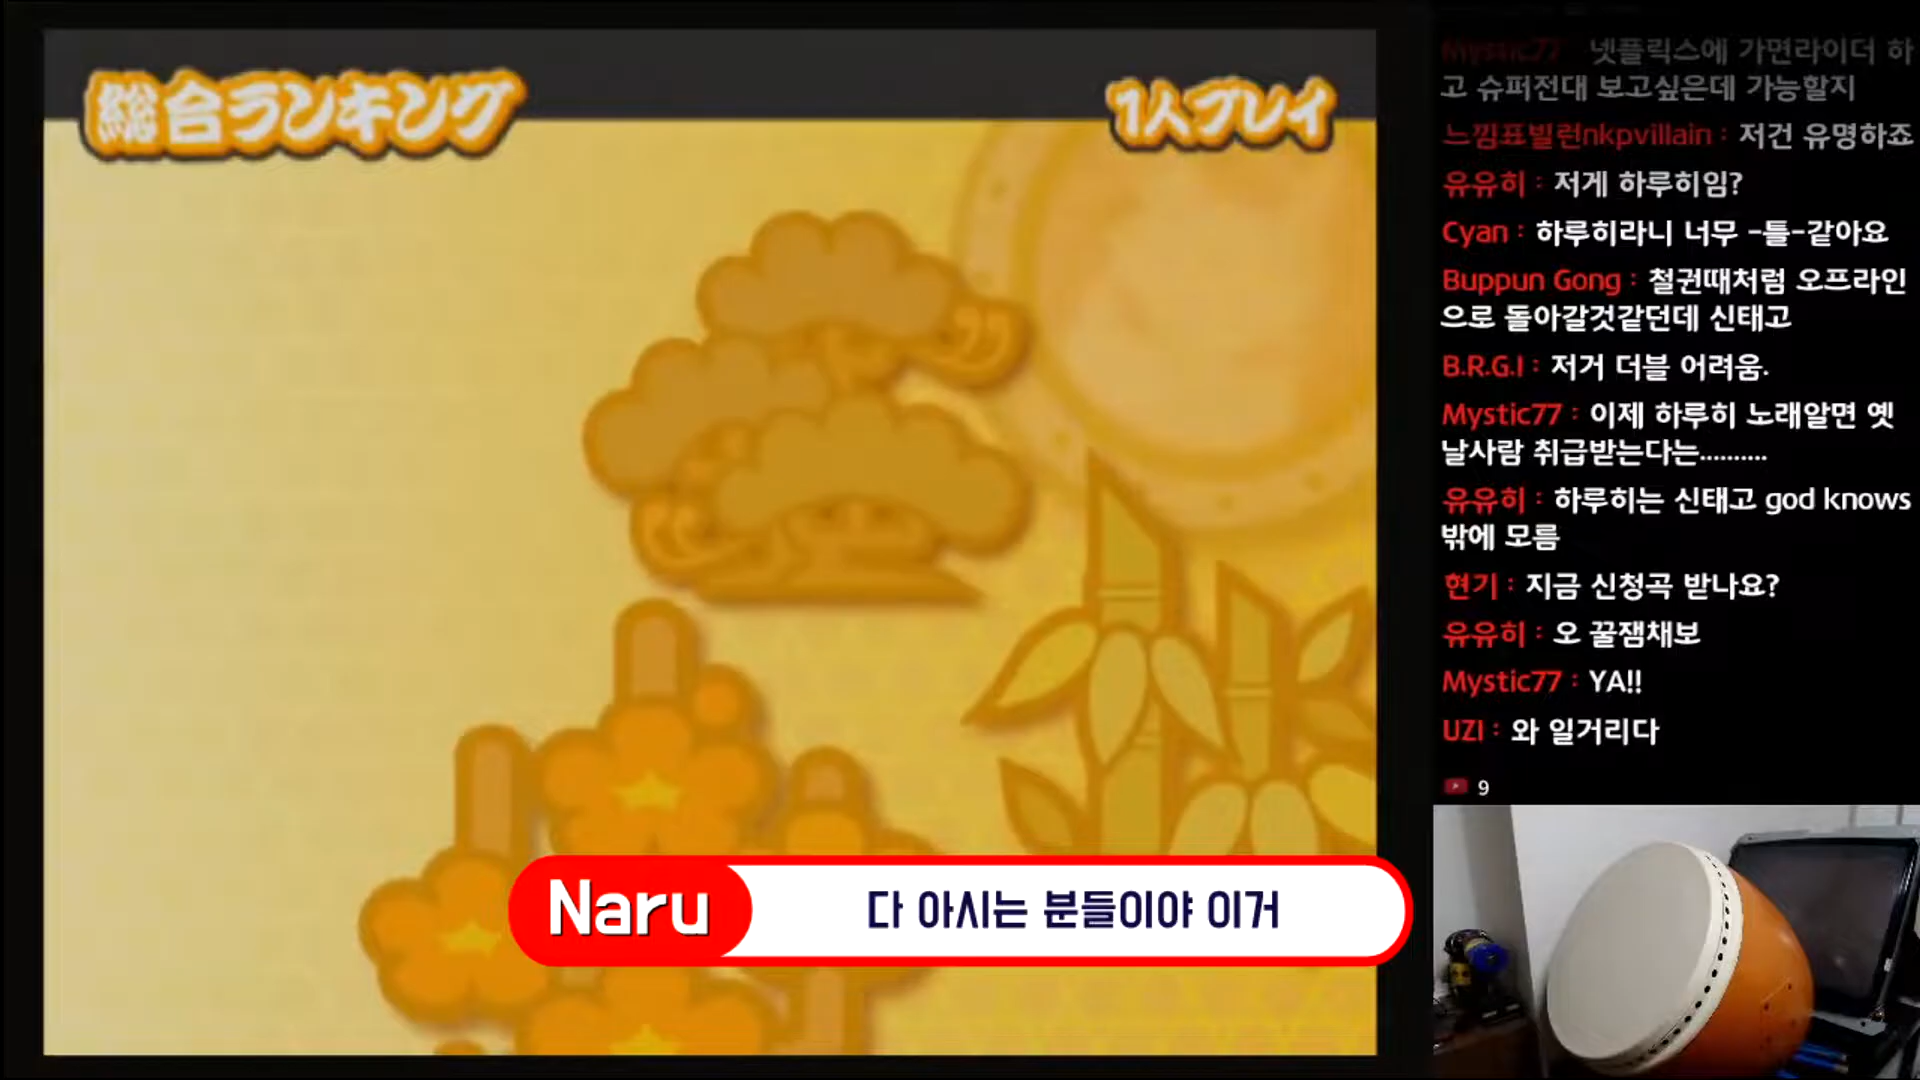 総合ランキング
1人プレイ
Mystic77 넷플릭스에 가면라이더 하
고 슈퍼전대 보고싶은데 가능할지
느낌표빌런nkpvillain : 저건 유명하죠
유유히 : 저게 하루히임?
Cyan : 하루히라니 너무 -틀-같아요
Buppun Gong : 철권때처럼 오프라인
으로 돌아갈것같던데 신태고
B.R.G.I : 저거 더블 어려움.
Mystic77 : 이제 하루히 노래알면 옛
날사람 취급받는다는..........
유유히 : 하루히는 신태고 god knows
밖에 모름
현기 : 지금 신청곡 받나요?
유유히 : 오 꿀잼채보
Mystic77 : YA!!
UZI : 와 일거리다
9
Naru 다 아시는 분들이야 이거